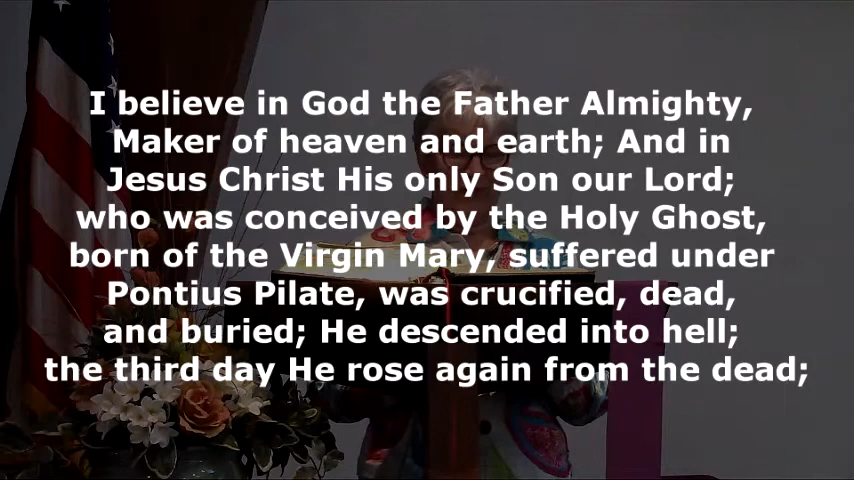 I believe in God the Father Almighty,
Maker of heaven and earth; And in
Jesus Christ His only Son our Lord;
who was conceived by the Holy Ghost,
born of the Virgin Mary, suffered under
Pontius Pilate, was crucified, dead,
and buried; He descended into hell;
the third day He rose again from the dead;